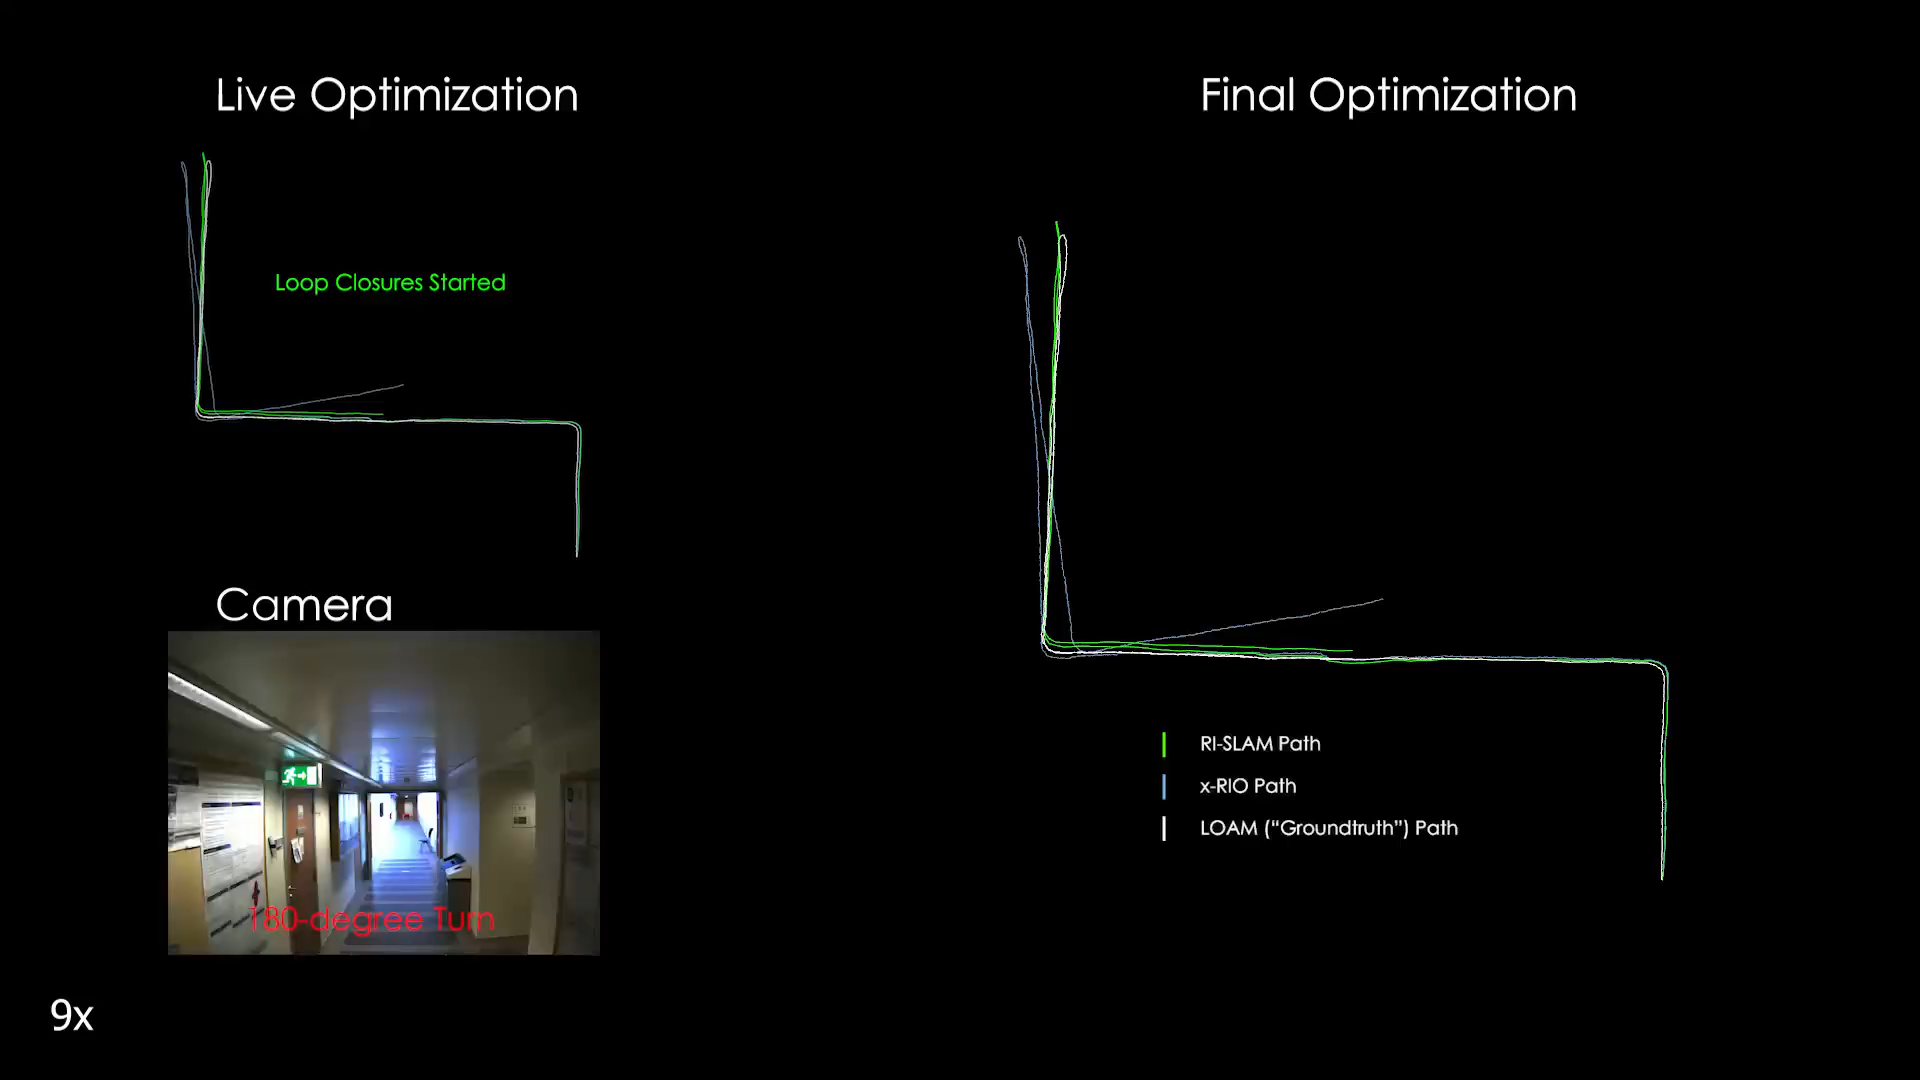 Live Optimization
Final Optimization
Loop Closures Started
Camera
180-degree Turn
RI-SLAM Path
x-RIO Path
LOAM (“Groundtruth”) Path
9x